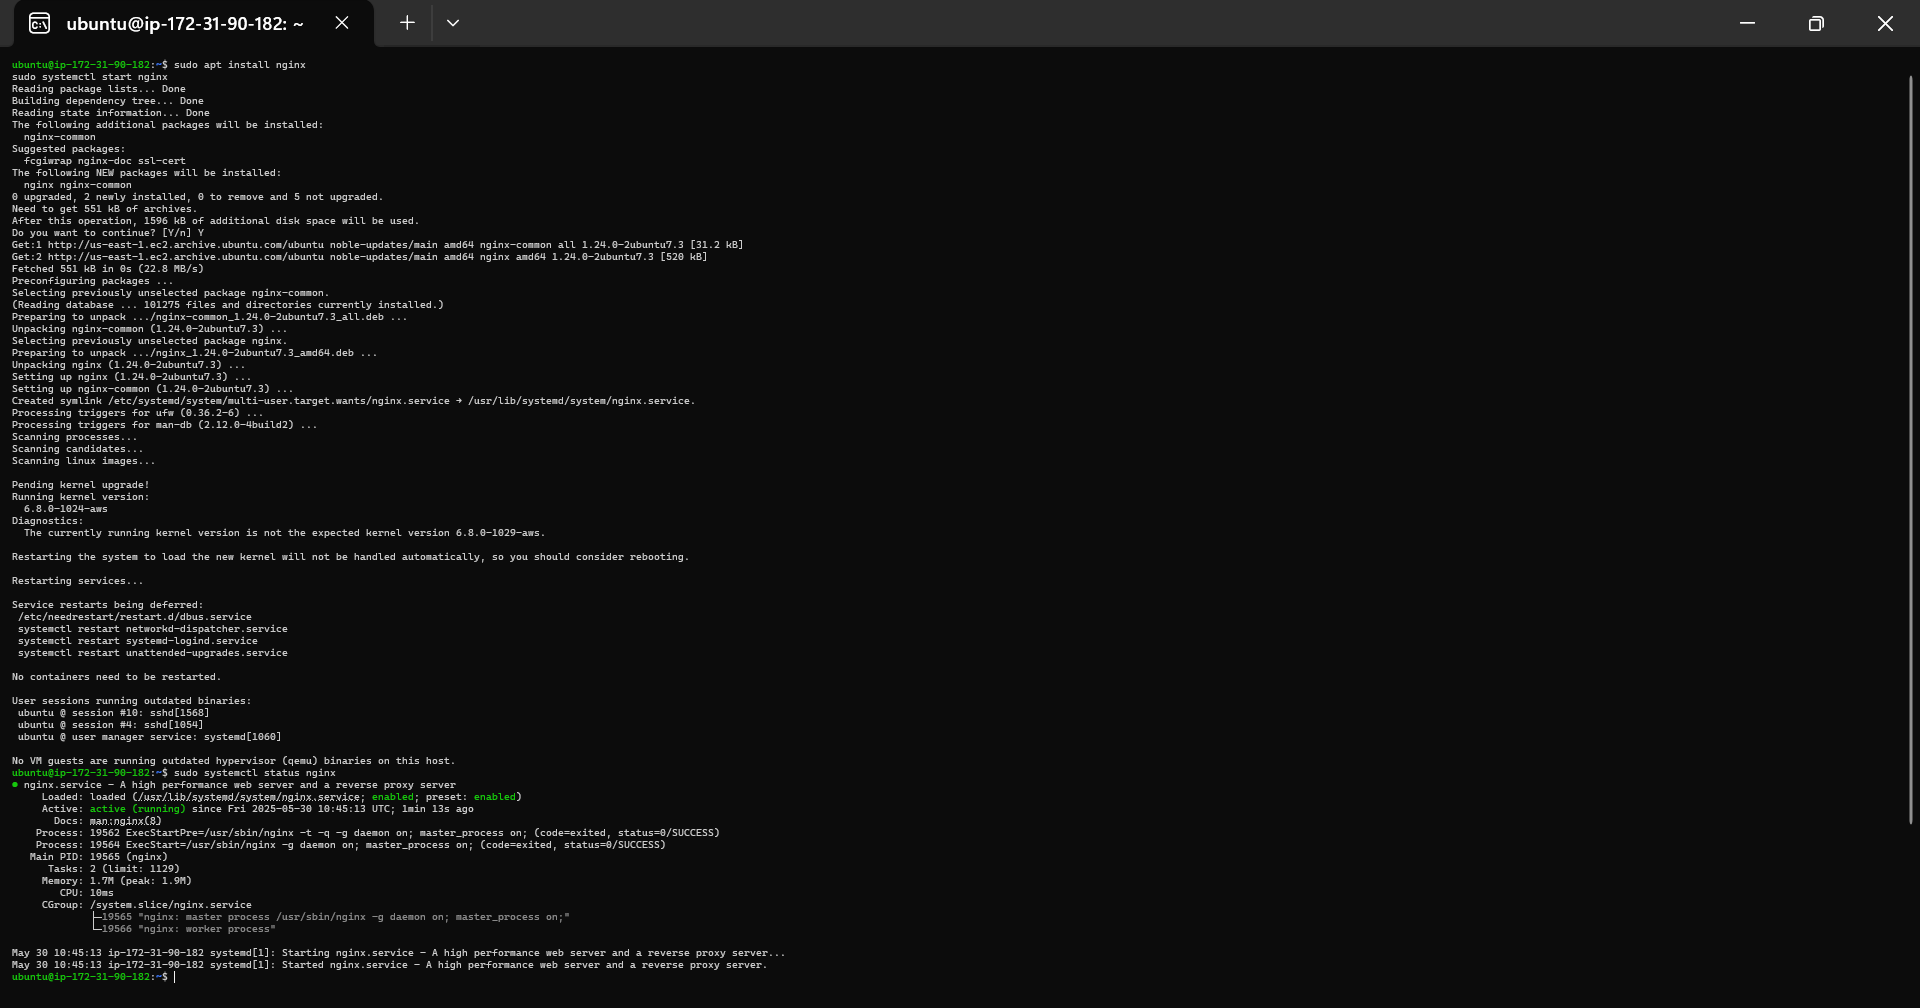 ubuntu@ip-172-31-90-182: ~
ubuntu@ip-172-31-90-182:~$ sudo apt install nginx
sudo systemctl start nginx
Reading package lists... Done
Building dependency tree... Done
Reading state information... Done
The following additional packages will be installed:
  nginx-common
Suggested packages:
  fcgiwrap nginx-doc ssl-cert
The following NEW packages will be installed:
  nginx nginx-common
0 upgraded, 2 newly installed, 0 to remove and 5 not upgraded.
Need to get 551 kB of archives.
After this operation, 1596 kB of additional disk space will be used.
Do you want to continue? [Y/n] Y
Get:1 http://us-east-1.ec2.archive.ubuntu.com/ubuntu noble-updates/main amd64 nginx-common all 1.24.0-2ubuntu7.3 [31.2 kB]
Get:2 http://us-east-1.ec2.archive.ubuntu.com/ubuntu noble-updates/main amd64 nginx amd64 1.24.0-2ubuntu7.3 [520 kB]
Fetched 551 kB in 0s (22.8 MB/s)
Preconfiguring packages ...
Selecting previously unselected package nginx-common.
(Reading database ... 101275 files and directories currently installed.)
Preparing to unpack .../nginx-common_1.24.0-2ubuntu7.3_all.deb ...
Unpacking nginx-common (1.24.0-2ubuntu7.3) ...
Selecting previously unselected package nginx.
Preparing to unpack .../nginx_1.24.0-2ubuntu7.3_amd64.deb ...
Unpacking nginx (1.24.0-2ubuntu7.3) ...
Setting up nginx (1.24.0-2ubuntu7.3) ...
Setting up nginx-common (1.24.0-2ubuntu7.3) ...
Created symlink /etc/systemd/system/multi-user.target.wants/nginx.service → /usr/lib/systemd/system/nginx.service.
Processing triggers for ufw (0.36.2-6) ...
Processing triggers for man-db (2.12.0-4build2) ...
Scanning processes...
Scanning candidates...
Scanning linux images...
Pending kernel upgrade!
Running kernel version:
  6.8.0-1024-aws
Diagnostics:
  The currently running kernel version is not the expected kernel version 6.8.0-1029-aws.
Restarting the system to load the new kernel will not be handled automatically, so you should consider rebooting.
Restarting services...
Service restarts being deferred:
 /etc/needrestart/restart.d/dbus.service
 systemctl restart networkd-dispatcher.service
 systemctl restart systemd-logind.service
 systemctl restart unattended-upgrades.service
No containers need to be restarted.
User sessions running outdated binaries:
 ubuntu @ session #10: sshd[1568]
 ubuntu @ session #4: sshd[1054]
 ubuntu @ user manager service: systemd[1060]
No VM guests are running outdated hypervisor (qemu) binaries on this host.
ubuntu@ip-172-31-90-182:~$ sudo systemctl status nginx
● nginx.service - A high performance web server and a reverse proxy server
     Loaded: loaded (/usr/lib/systemd/system/nginx.service; enabled; preset: enabled)
     Active: active (running) since Fri 2025-05-30 10:45:13 UTC; 1min 13s ago
       Docs: man:nginx(8)
    Process: 19562 ExecStartPre=/usr/sbin/nginx -t -q -g daemon on; master_process on; (code=exited, status=0/SUCCESS)
    Process: 19564 ExecStart=/usr/sbin/nginx -g daemon on; master_process on; (code=exited, status=0/SUCCESS)
   Main PID: 19565 (nginx)
      Tasks: 2 (limit: 1129)
     Memory: 1.7M (peak: 1.9M)
        CPU: 10ms
     CGroup: /system.slice/nginx.service
             ├─19565 "nginx: master process /usr/sbin/nginx -g daemon on; master_process on;"
             └─19566 "nginx: worker process"
May 30 10:45:13 ip-172-31-90-182 systemd[1]: Starting nginx.service - A high performance web server and a reverse proxy server...
May 30 10:45:13 ip-172-31-90-182 systemd[1]: Started nginx.service - A high performance web server and a reverse proxy server.
ubuntu@ip-172-31-90-182:~$